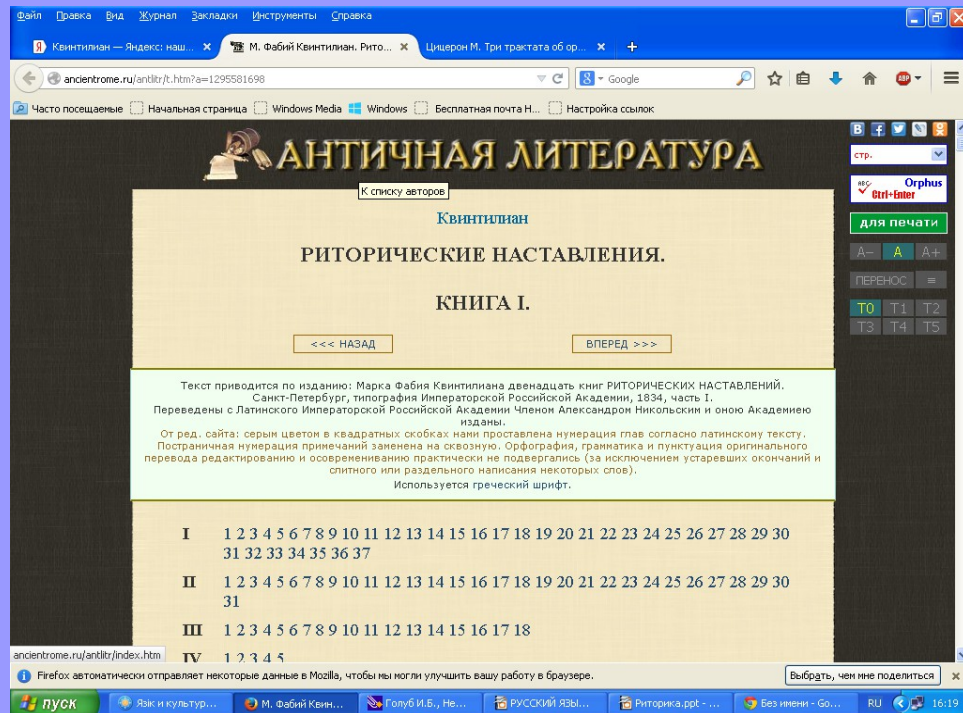 Файл Правка Вид Журнал Закладки Инструменты Справка
Квинтилиан — Яндекс: наш... М. Фабий Квинтилиан. Рито... Цицерон М. Три трактата об ор...
ancientrome.ru/antlitr/t.htm?a=1295581698 Google
Часто посещаемые Начальная страница Windows Media Windows Бесплатная почта H... Настройка ссылок
АНТИЧНАЯ ЛИТЕРАТУРА
К списку авторов
стр.
Orphus
Ctrl+Enter
для печати
А− А А+
ПЕРЕНОС ≡
T0 T1 T2
T3 T4 T5
Квинтилиан
РИТОРИЧЕСКИЕ НАСТАВЛЕНИЯ.
КНИГА I.
<<< НАЗАД ВПЕРЕД >>>
Текст приводится по изданию: Марка Фабия Квинтилиана двенадцать книг РИТОРИЧЕСКИХ НАСТАВЛЕНИЙ.
Санкт-Петербург, типография Императорской Российской Академии, 1834, часть I.
Переведены с Латинского Императорской Российской Академии Членом Александром Никольским и оною Академиею
изданы.
От ред. сайта: серым цветом в квадратных скобках нами проставлена нумерация глав согласно латинскому тексту.
Постраничная нумерация примечаний заменена на сквозную. Орфография, грамматика и пунктуация оригинального
перевода редактированию и осовремениванию практически не подвергались (за исключением устаревших окончаний и
слитного или раздельного написания некоторых слов).
Используется греческий шрифт.
I 1 2 3 4 5 6 7 8 9 10 11 12 13 14 15 16 17 18 19 20 21 22 23 24 25 26 27 28 29 30
31 32 33 34 35 36 37
II 1 2 3 4 5 6 7 8 9 10 11 12 13 14 15 16 17 18 19 20 21 22 23 24 25 26 27 28 29 30
31
III 1 2 3 4 5 6 7 8 9 10 11 12 13 14 15 16 17 18
IV 1 2 3 4 5
ancientrome.ru/antlitr/index.htm
Firefox автоматически отправляет некоторые данные в Mozilla, чтобы мы могли улучшить вашу работу в браузере. Выбрать, чем мне поделиться
пуск Язік и культур... М. Фабий Квин... Голуб И.Б., Не... РУССКИЙ ЯЗЫ... Риторика.ppt - ... Без имени - Go... RU 16:19